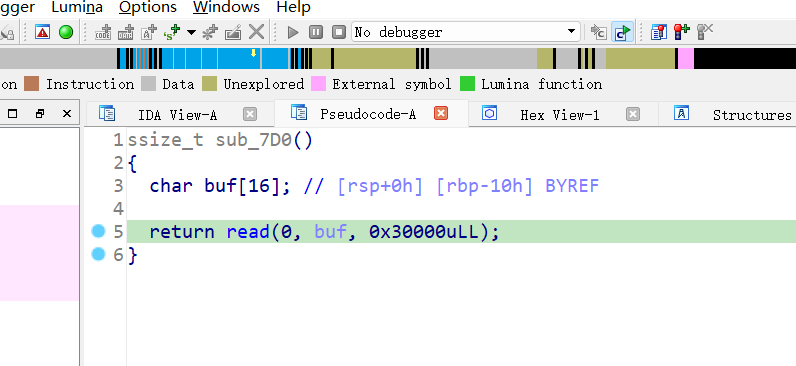 gger Lumina Options Windows Help
No debugger
on Instruction Data Unexplored External symbol Lumina function
IDA View-A Pseudocode-A Hex View-1 Structures
1 ssize_t sub_7D0()
2 {
3 char buf[16]; // [rsp+0h] [rbp-10h] BYREF
4
5 return read(0, buf, 0x30000uLL);
6 }